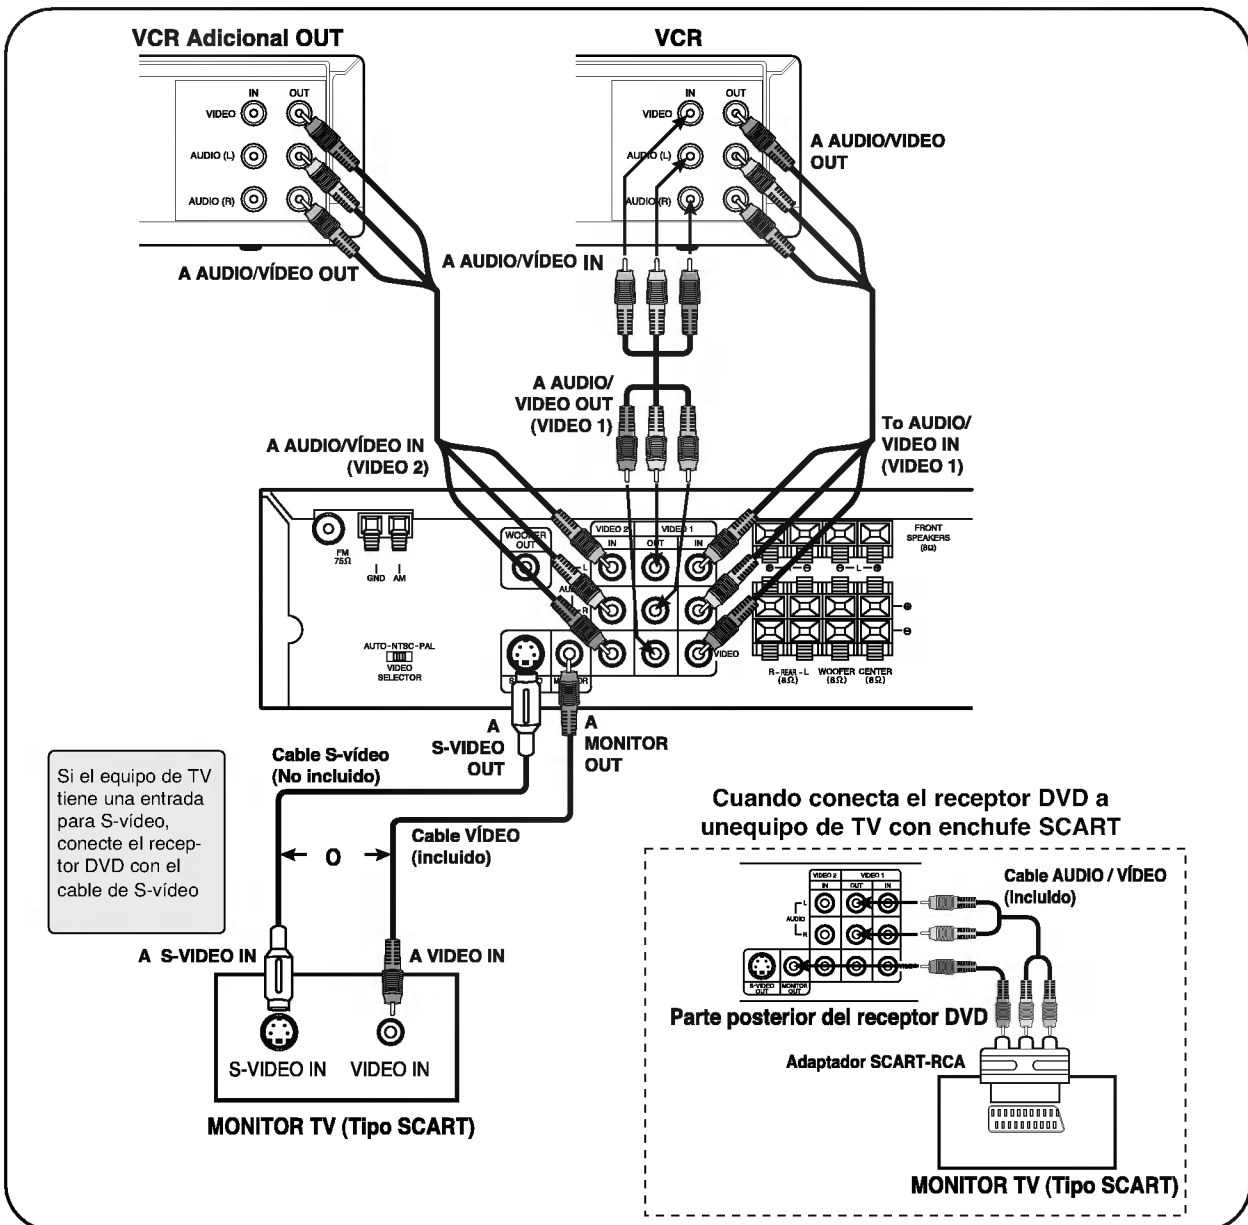 VCR Adicional OUT
VCR
IN
OUT
VIDEO
AUDIO (L)
AUDIO (R)
IN
OUT
VIDEO
AUDIO (L)
AUDIO (R)
A AUDIO/VIDEO
OUT
A AUDIO/VÍDEO OUT
A AUDIO/VÍDEO IN
A AUDIO/
VIDEO OUT
(VIDEO 1)
A AUDIO/VÍDEO IN
(VIDEO 2)
To AUDIO/
VIDEO IN
(VIDEO 1)
FM
75Ω
GND
AM
WOOFER
OUT
VIDEO 2
VIDEO 1
IN
OUT
IN
L
R
VIDEO
FRONT
SPEAKERS
(8Ω)
⊕
R
⊖
⊖
L
⊕
⊕
⊖
R - REAR - L
(8Ω)
WOOFER
(8Ω)
CENTER
(8Ω)
AUTO-NTSC-PAL
VIDEO
SELECTOR
A
S-VIDEO
OUT
A
MONITOR
OUT
Si el equipo de TV
tiene una entrada
para S-vídeo,
conecte el recep-
tor DVD con el
cable de S-vídeo
Cable S-vídeo
(No incluido)
O
Cable VÍDEO
(incluido)
A S-VIDEO IN
A VIDEO IN
S-VIDEO IN
VIDEO IN
MONITOR TV (Tipo SCART)
Cuando conecta el receptor DVD a
unequipo de TV con enchufe SCART
VIDEO 2
VIDEO 1
IN
OUT
IN
L
AUDIO
R
S-VIDEO
OUT
MONITOR
OUT
Cable AUDIO / VÍDEO
(incluido)
Parte posterior del receptor DVD
Adaptador SCART-RCA
MONITOR TV (Tipo SCART)